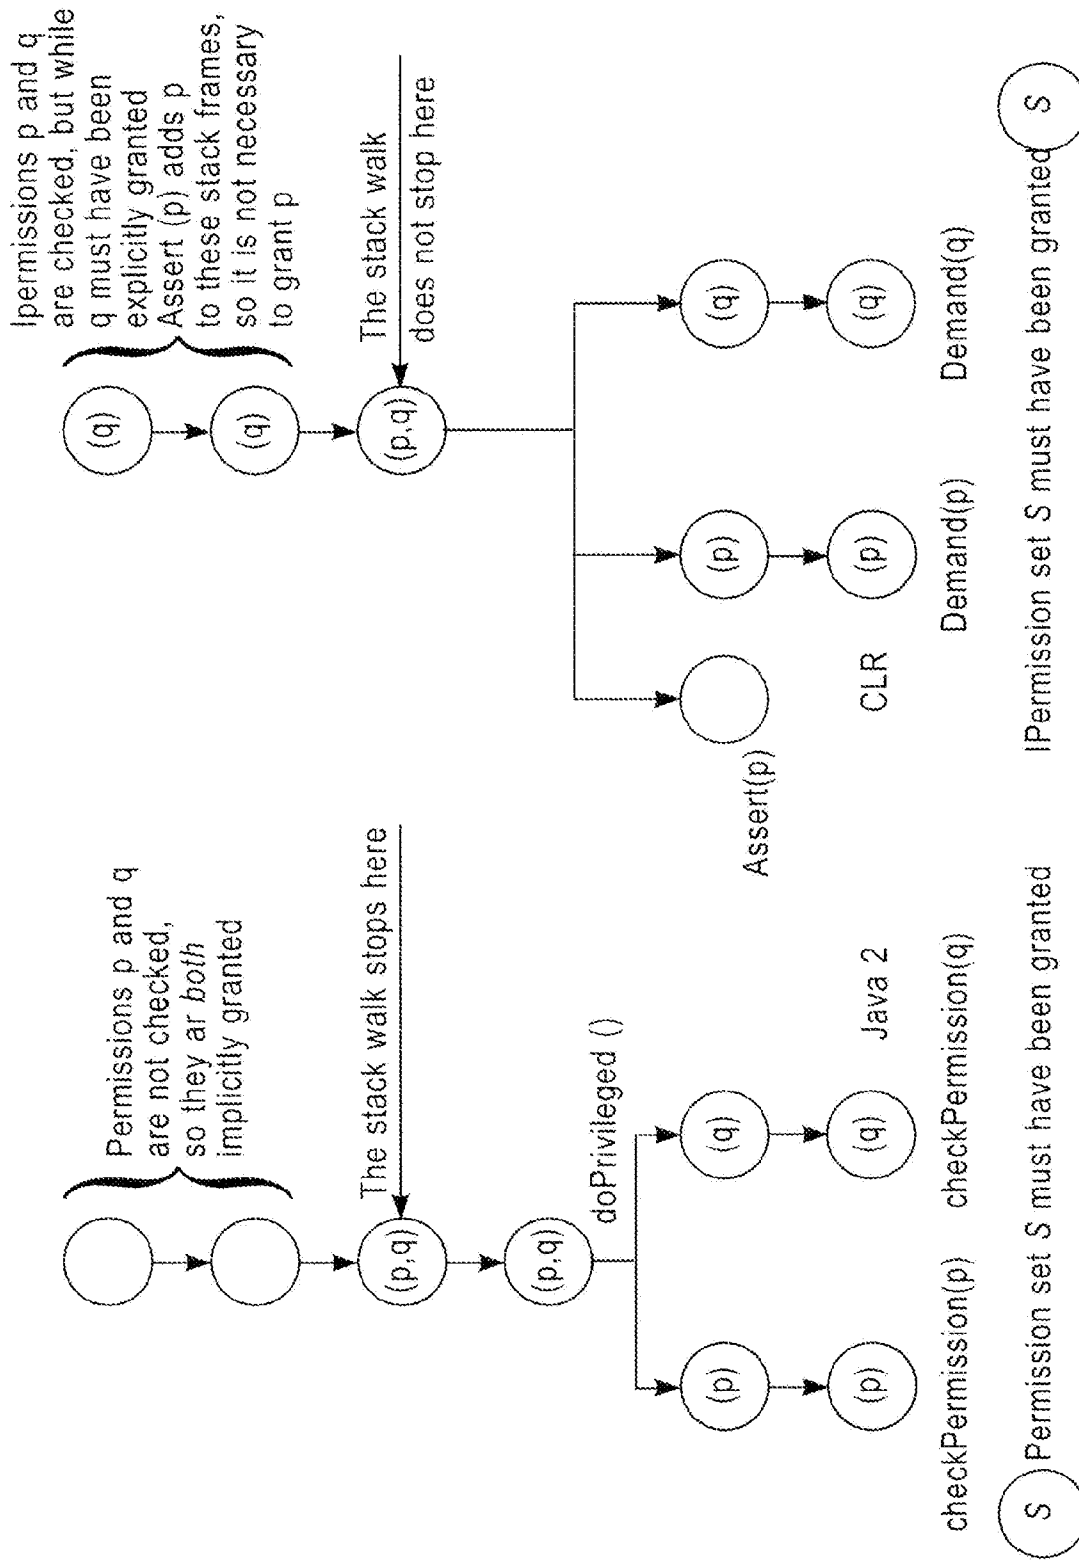 Permissions p and q
are not checked,
so they ar both
implicitly granted
The stack walk stops here
(p,q)
(p,q)
doPrivileged ()
(p)
(q)
(p)
(q)
Java 2
checkPermission(p)
checkPermission(q)
S
Permission set S must have been granted
Ipermissions p and q
are checked, but while
q must have been
explicitly granted
Assert (p) adds p
to these stack frames,
so it is not necessary
to grant p
(q)
(q)
The stack walk
does not stop here
(p,q)
Assert(p)
(p)
(q)
CLR
(p)
(q)
Demand(p)
Demand(q)
IPermission set S must have been granted
S